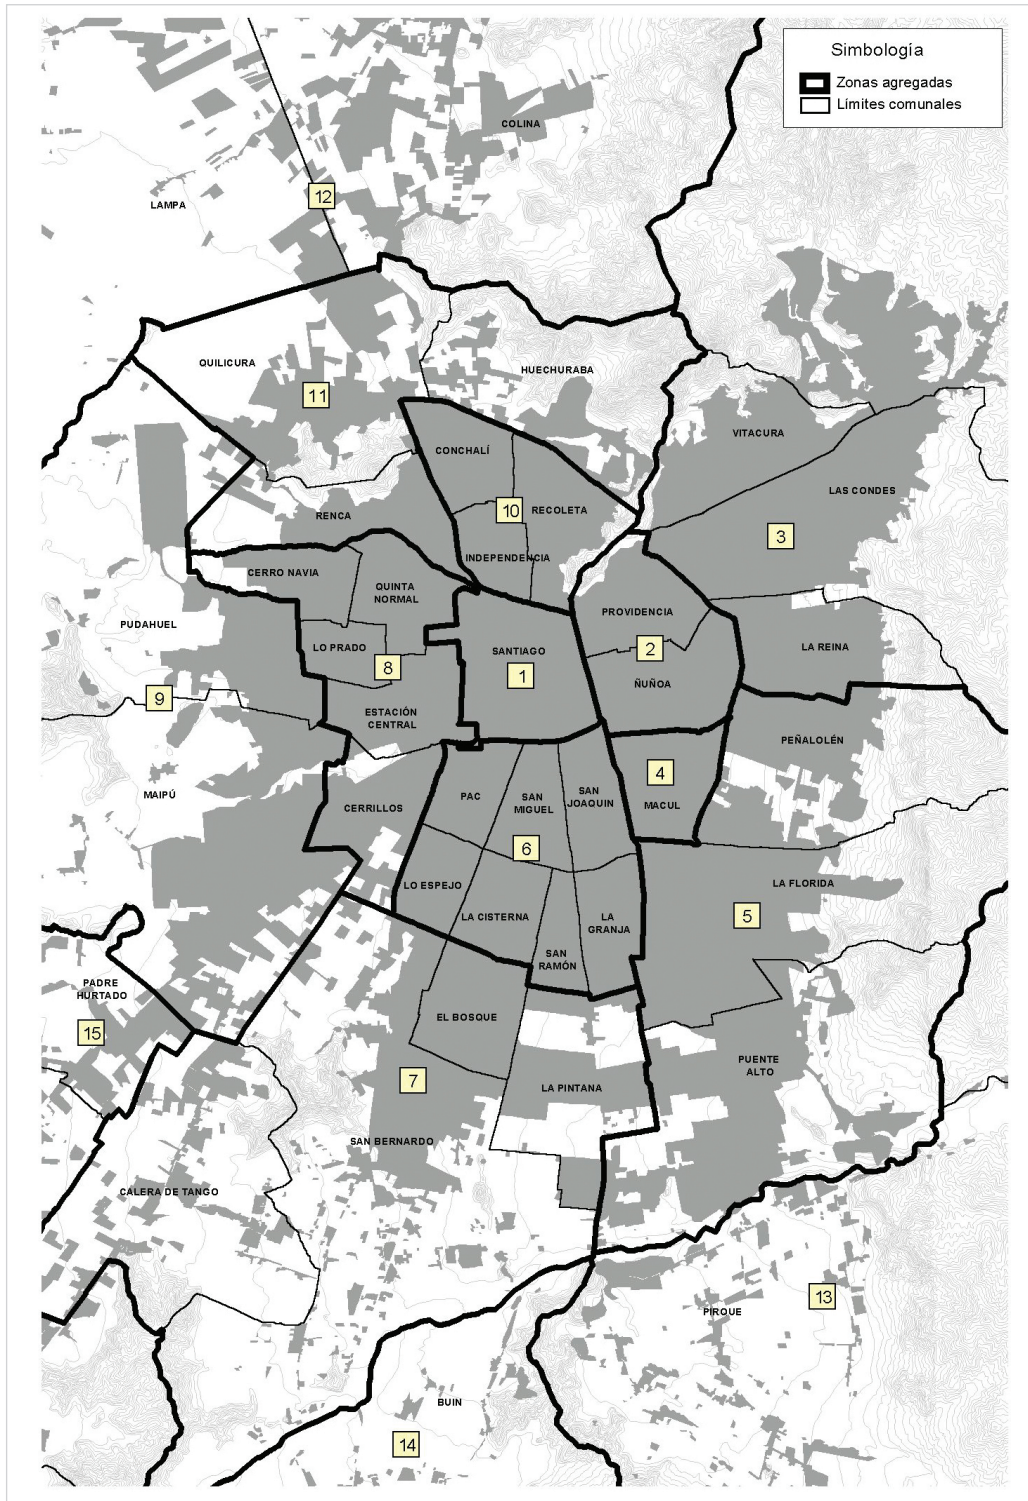 Simbología
Zonas agregadas
Límites comunales
COLINA
12
LAMPA
QUILICURA
HUECHURABA
11
VITACURA
CONCHALÍ
LAS CONDES
10
RECOLETA
RENCA
3
INDEPENDENCIA
CERRO NAVIA
QUINTA
NORMAL
PROVIDENCIA
PUDAHUEL
LO PRADO
SANTIAGO
2
LA REINA
8
1
ÑUÑOA
9
ESTACIÓN
CENTRAL
PEÑALOLÉN
4
MAIPÚ
PAC
SAN
MIGUEL
SAN
JOAQUIN
CERRILLOS
MACUL
6
LO ESPEJO
LA FLORIDA
LA CISTERNA
LA
GRANJA
5
SAN
RAMÓN
PADRE
HURTADO
EL BOSQUE
15
PUENTE
ALTO
7
LA PINTANA
SAN BERNARDO
CALERA DE TANGO
13
PIRQUE
BUIN
14